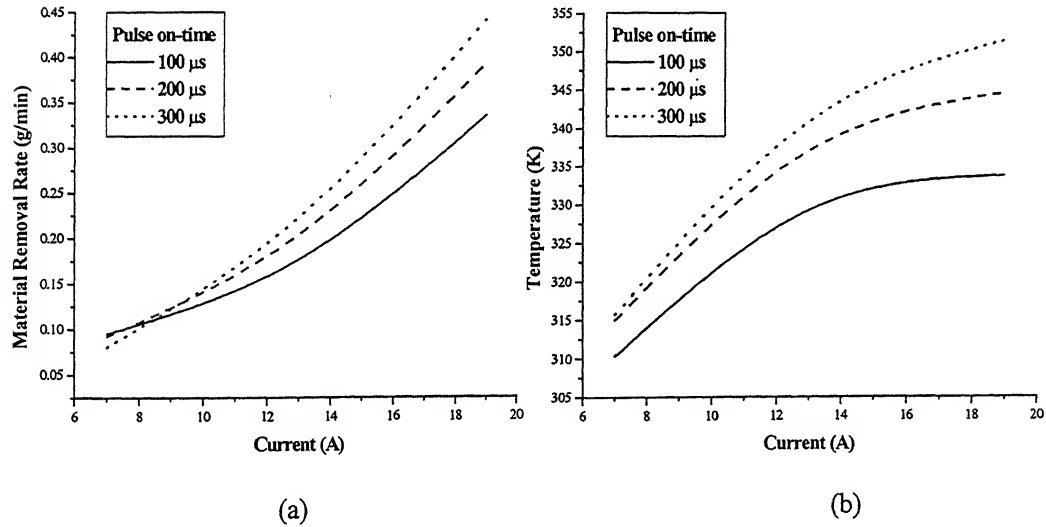 0.45
0.40
0.35
0.30
0.25
0.20
0.15
0.10
0.05
Material Removal Rate (g/min)
Pulse on-time
100 µs
200 µs
300 µs
6 8 10 12 14 16 18 20
Current (A)
(a)
355
350
345
340
335
330
325
320
315
310
305
Temperature (K)
Pulse on-time
100 µs
200 µs
300 µs
6 8 10 12 14 16 18 20
Current (A)
(b)